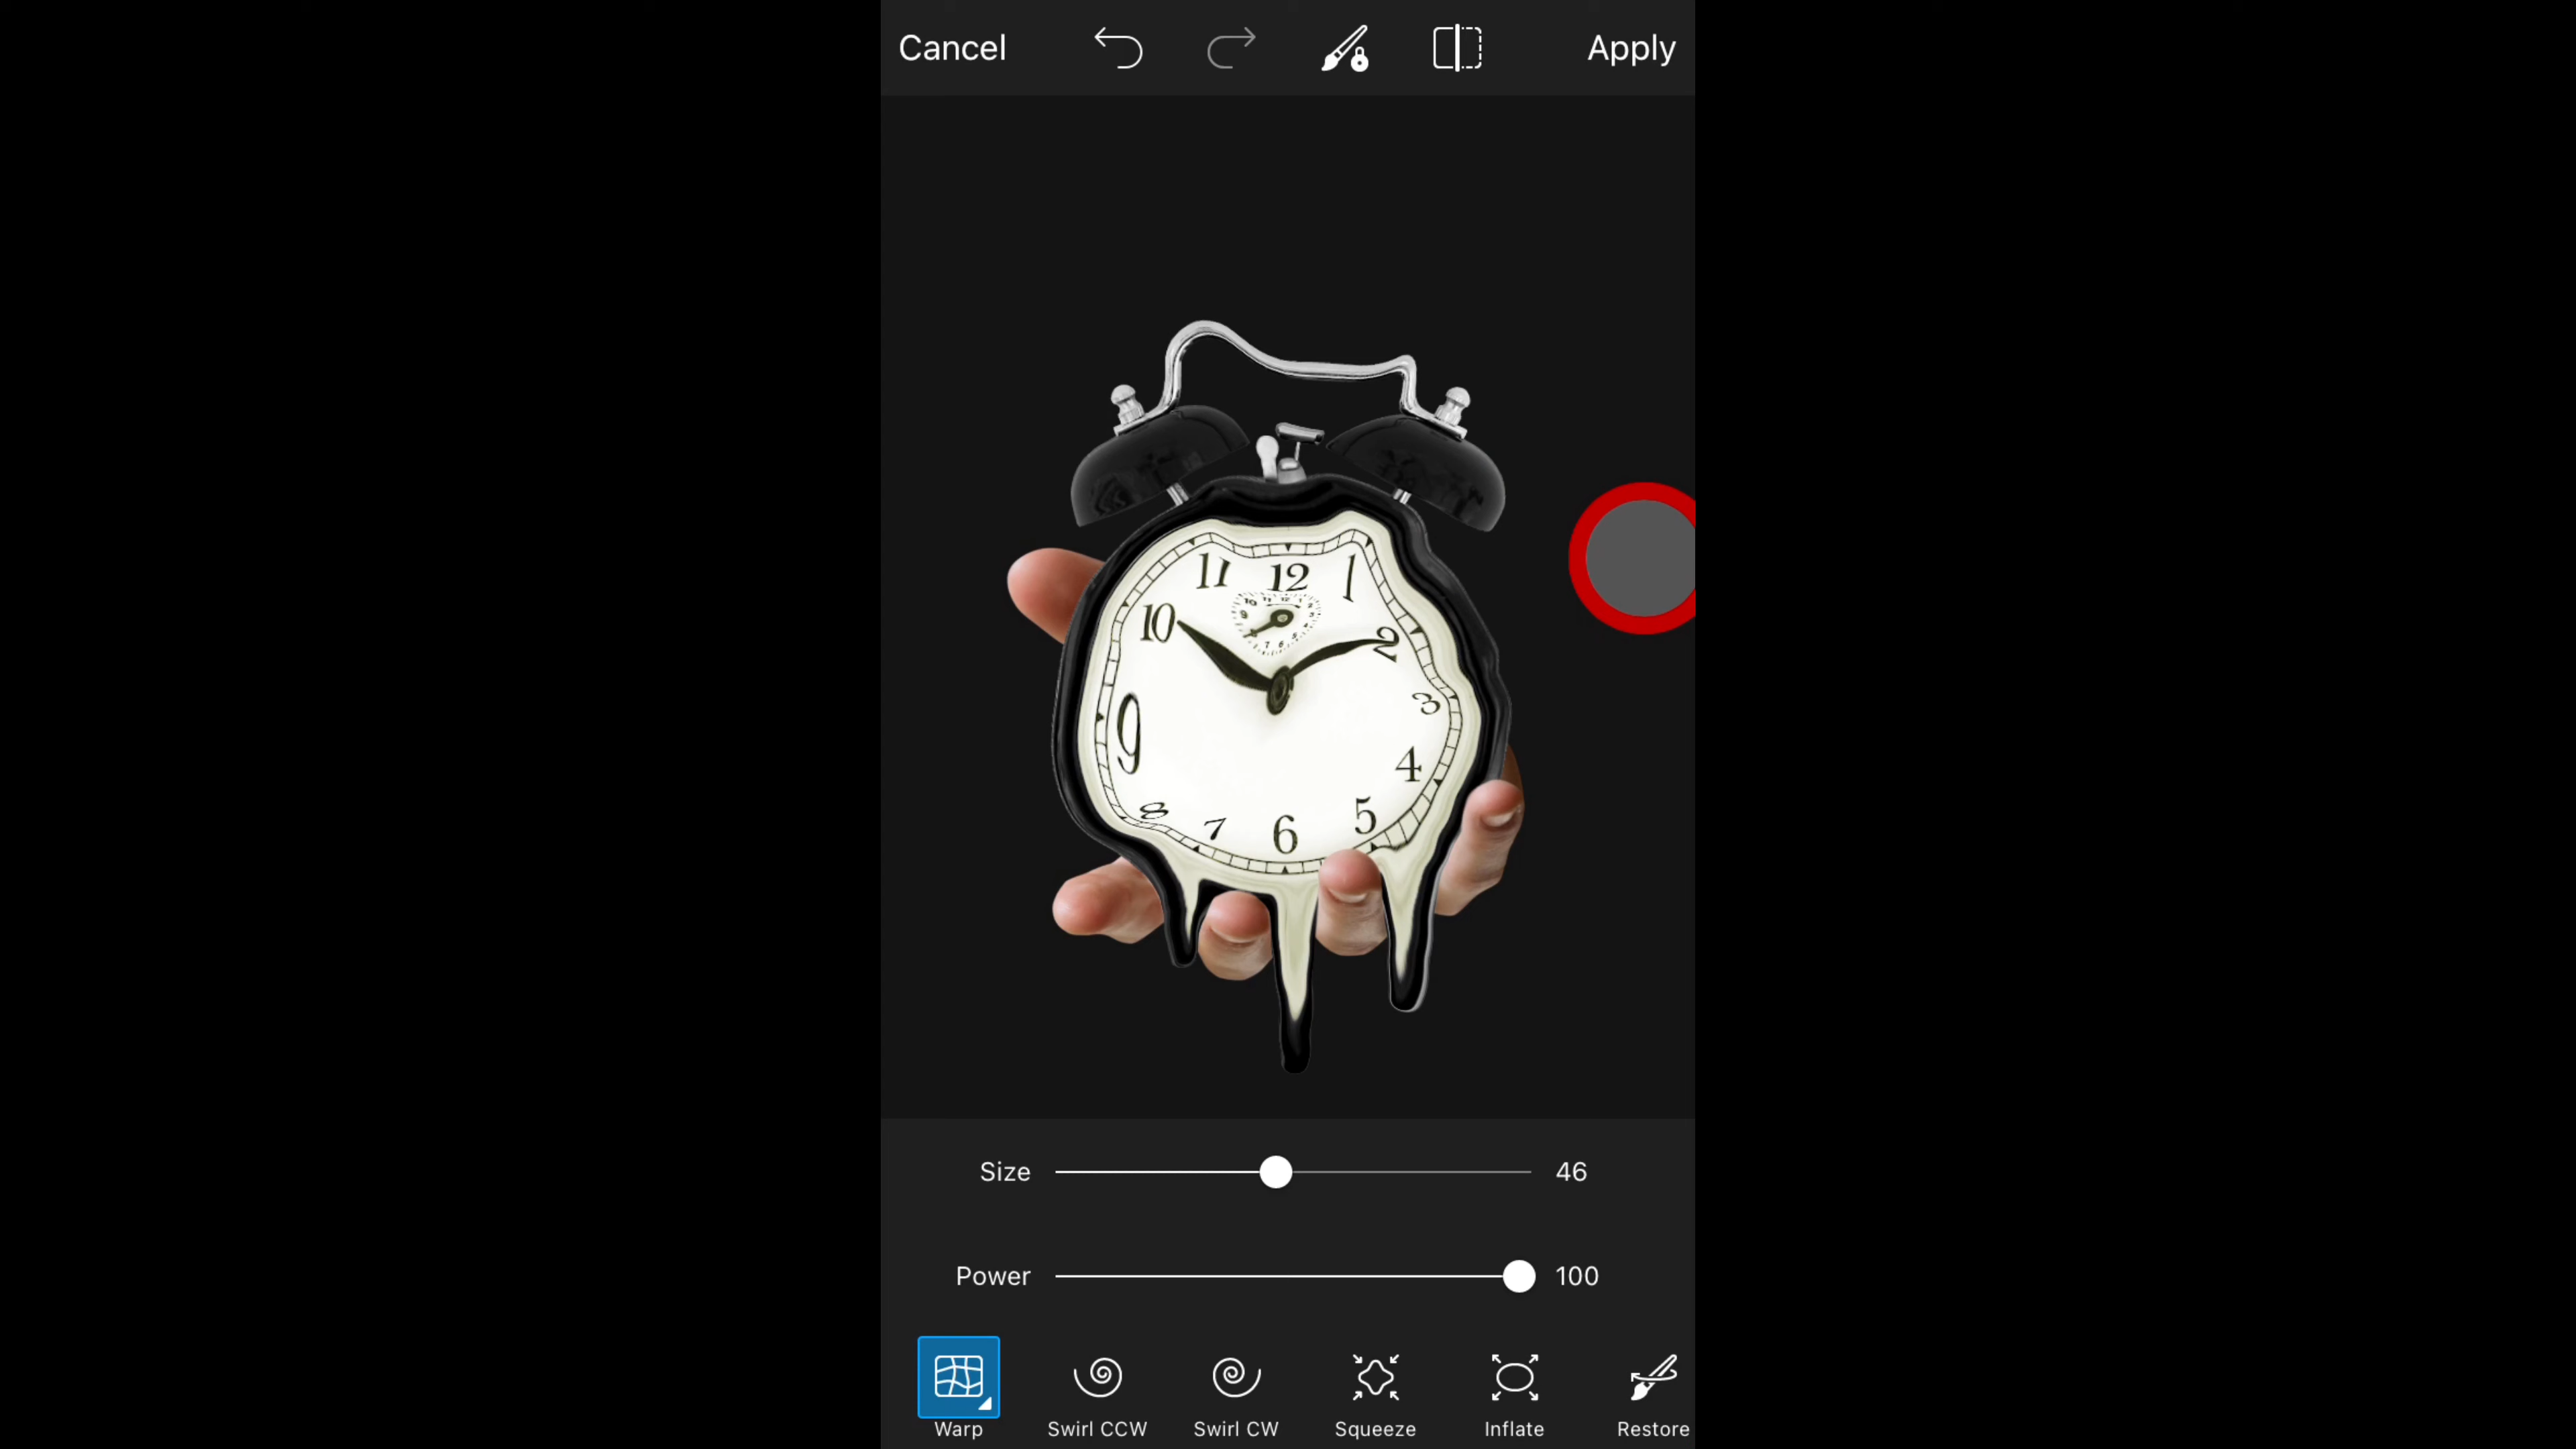 Cancel Apply
11 12 1
10 2
9 3
8 7 6 5 4
Size 46
Power 100
Warp Swirl CCW Swirl CW Squeeze Inflate Restore